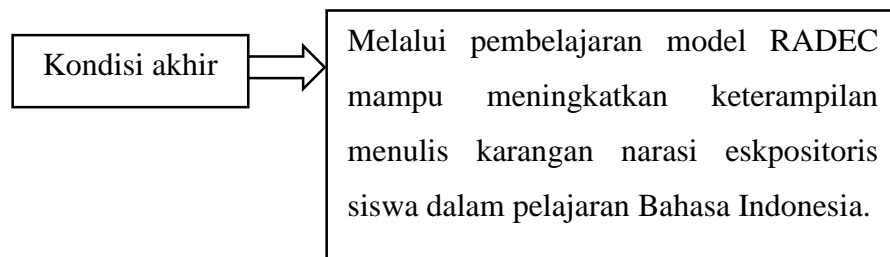 Kondisi akhir
Melalui pembelajaran model RADEC
mampu meningkatkan keterampilan
menulis karangan narasi eskpositoris
siswa dalam pelajaran Bahasa Indonesia.